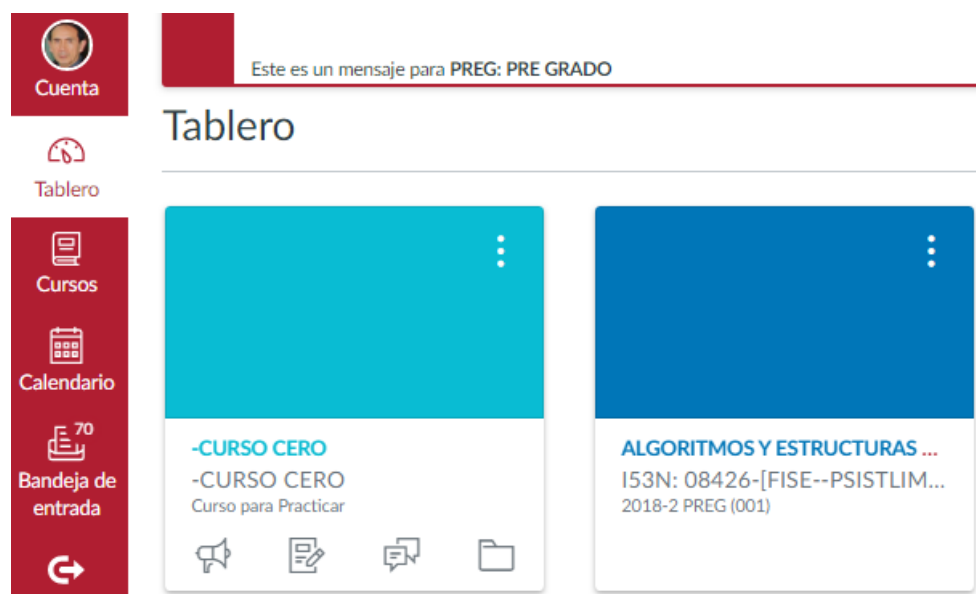 Cuenta
Tablero
Cursos
Calendario
70
Bandeja de
entrada
Este es un mensaje para PREG: PRE GRADO
Tablero
-CURSO CERO
-CURSO CERO
Curso para Practicar
ALGORITMOS Y ESTRUCTURAS ...
I53N: 08426-[FISE--PSISTLIM...
2018-2 PREG (001)